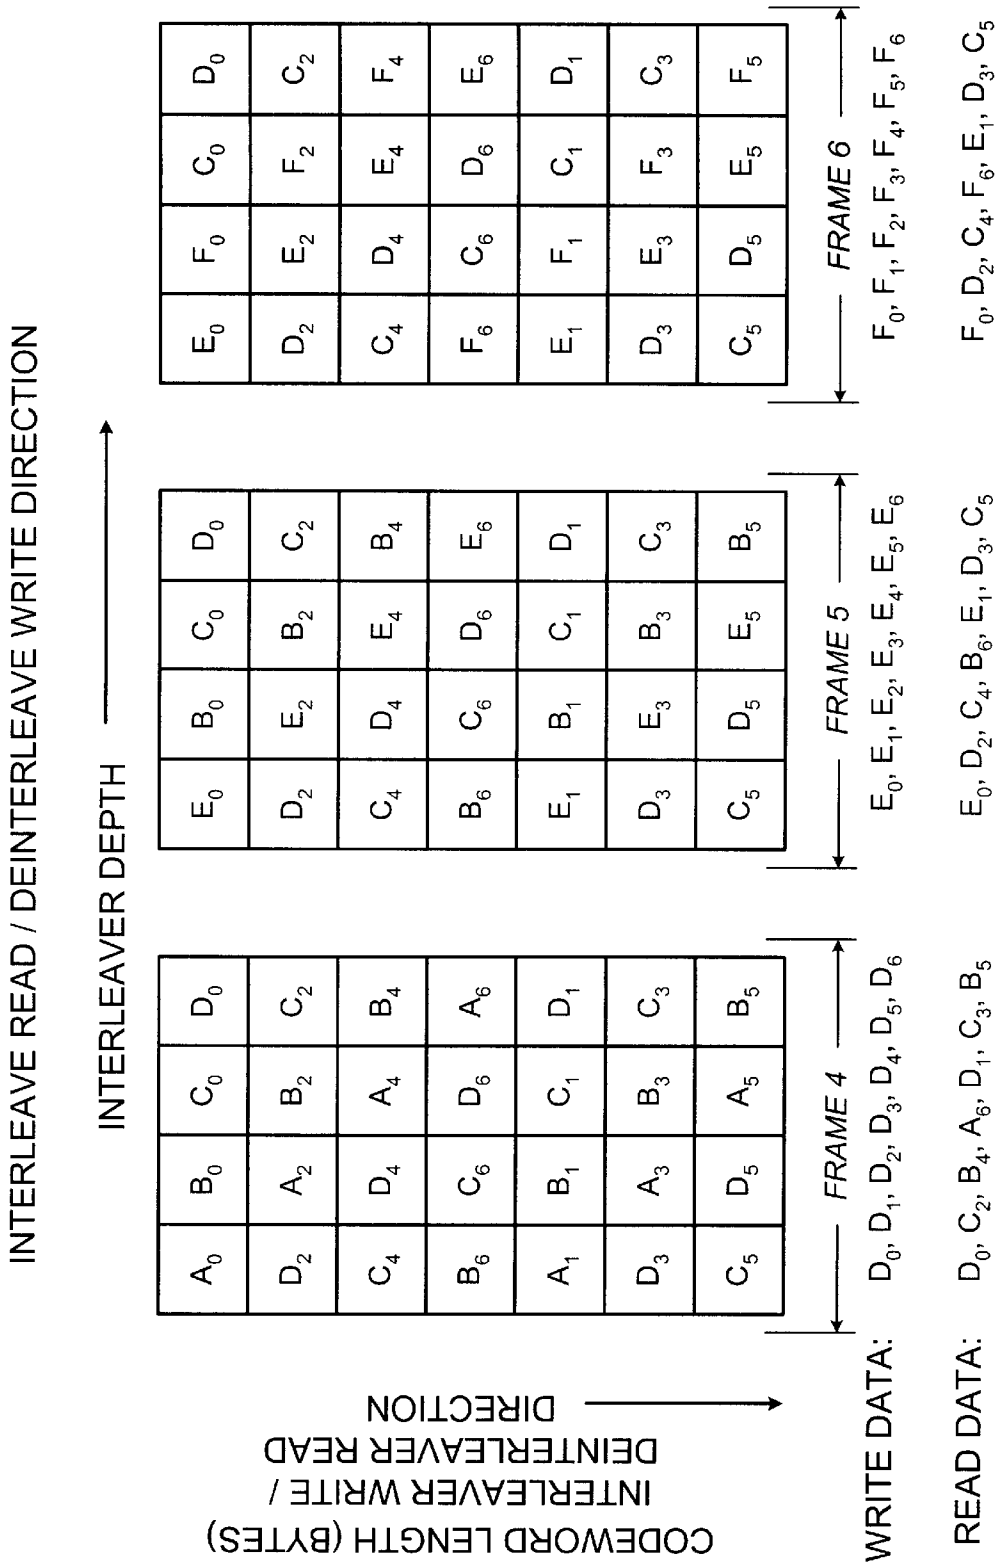 INTERLEAVE READ / DEINTERLEAVE WRITE DIRECTION
INTERLEAVER DEPTH
CODEWORD LENGTH (BYTES)
INTERLEAVER WRITE /
DEINTERLEAVER READ
DIRECTION
A₀ B₀ C₀ D₀
D₂ A₂ B₂ C₂
C₄ D₄ A₄ B₄
B₆ C₆ D₆ A₆
A₁ B₁ C₁ D₁
D₃ A₃ B₃ C₃
C₅ D₅ A₅ B₅
FRAME 4
E₀ B₀ C₀ D₀
D₂ E₂ B₂ C₂
C₄ D₄ E₄ B₄
B₆ C₆ D₆ E₆
E₁ B₁ C₁ D₁
D₃ E₃ B₃ C₃
C₅ D₅ E₅ B₅
FRAME 5
E₀ F₀ C₀ D₀
D₂ E₂ F₂ C₂
C₄ D₄ E₄ F₄
F₆ C₆ D₆ E₆
E₁ F₁ C₁ D₁
D₃ E₃ F₃ C₃
C₅ D₅ E₅ F₅
FRAME 6
WRITE DATA: D₀, D₁, D₂, D₃, D₄, D₅, D₆ E₀, E₁, E₂, E₃, E₄, E₅, E₆ F₀, F₁, F₂, F₃, F₄, F₅, F₆
READ DATA: D₀, C₂, B₄, A₆, D₁, C₃, B₅ E₀, D₂, C₄, B₆, E₁, D₃, C₅ F₀, D₂, C₄, F₆, E₁, D₃, C₅